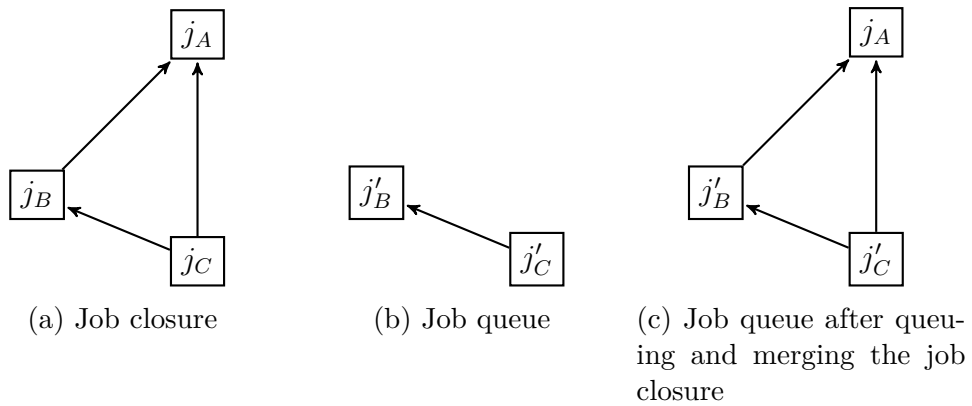 j_A
j_B
j_C
(a) Job closure
j'_B
j'_C
(b) Job queue
j_A
j'_B
j'_C
(c) Job queue after queu-
ing and merging the job
closure